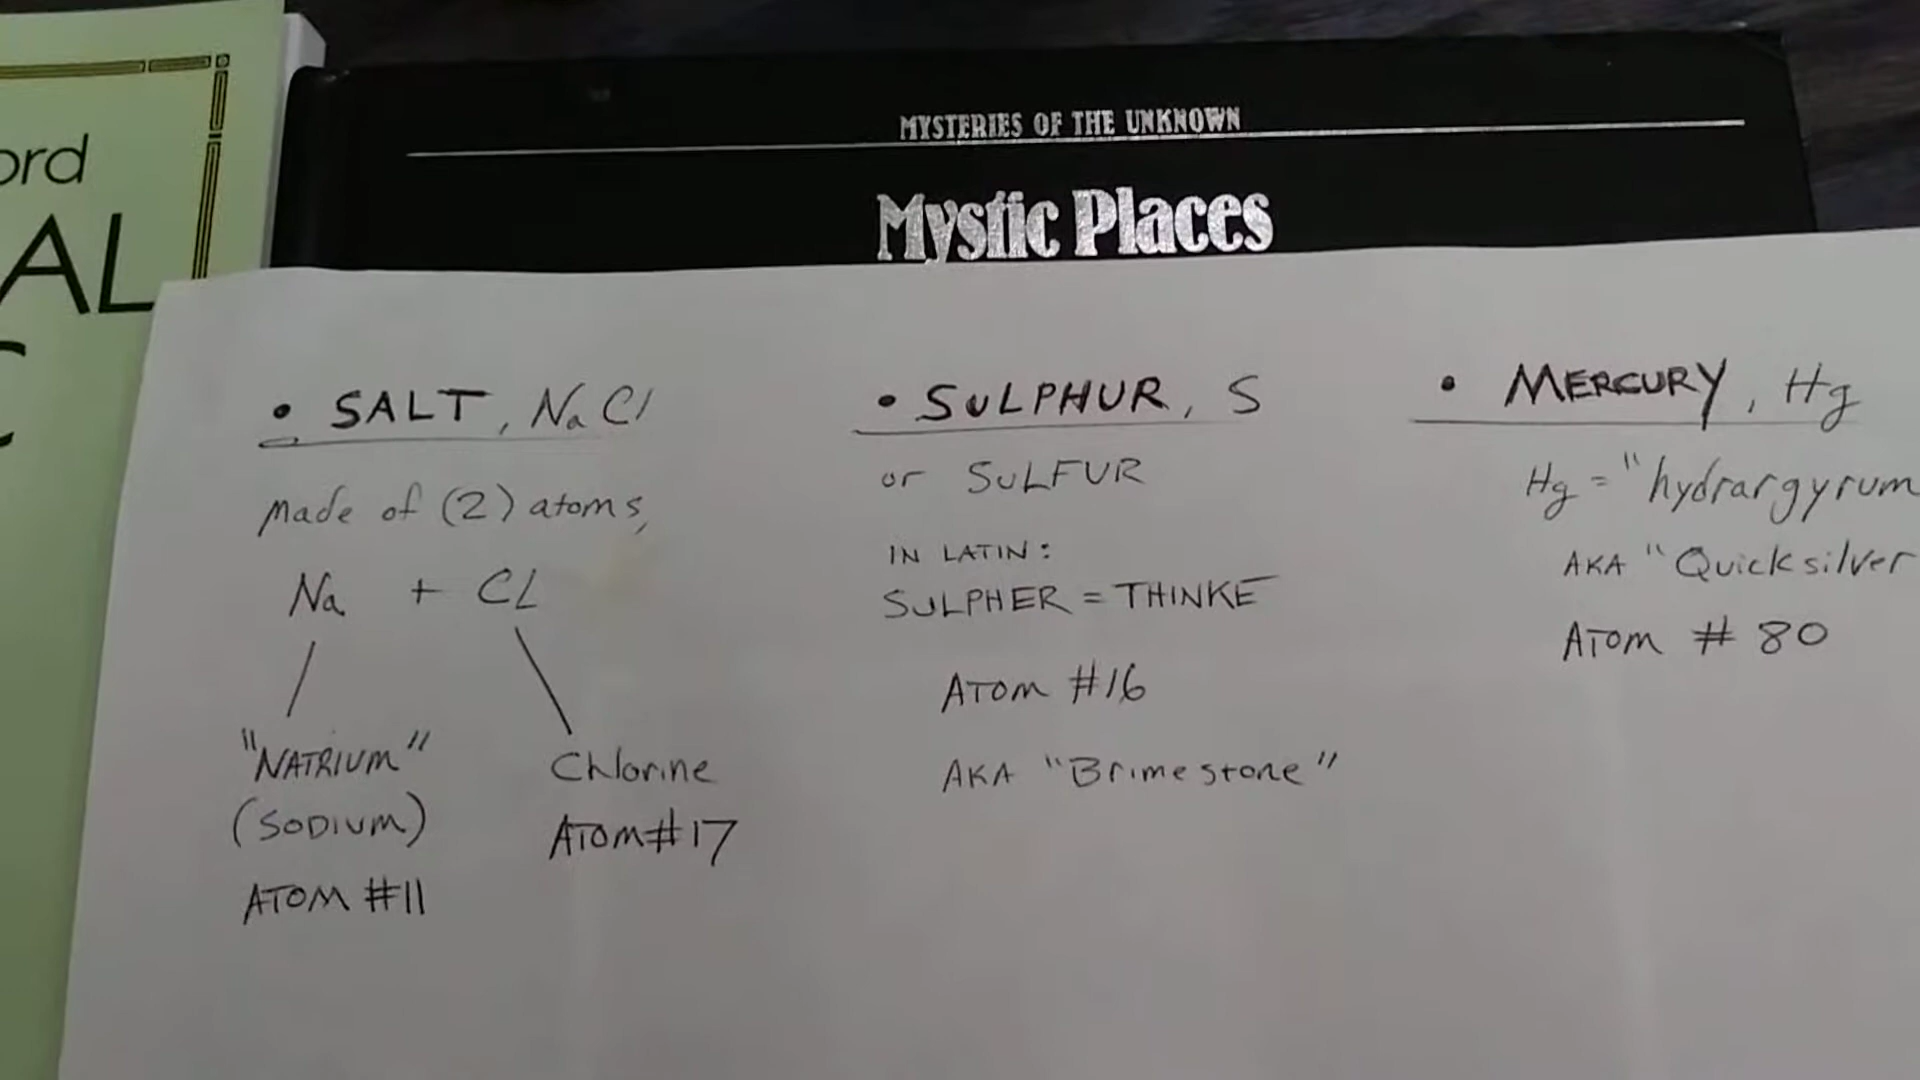 ord
AL
C
MYSTERIES OF THE UNKNOWN
Mystic Places
• SALT, NaCl
made of (2) atoms,
Na + CL
"NATRIUM"
(SODIUM)
ATOM #11
Chlorine
ATOM #17
• SULPHUR, S
or SULFUR
IN LATIN:
SULPHER = THINKE
ATOM #16
AKA "Brimestone"
• MERCURY, Hg
Hg = "hydrargyrum
AKA "Quicksilver
ATOM # 80